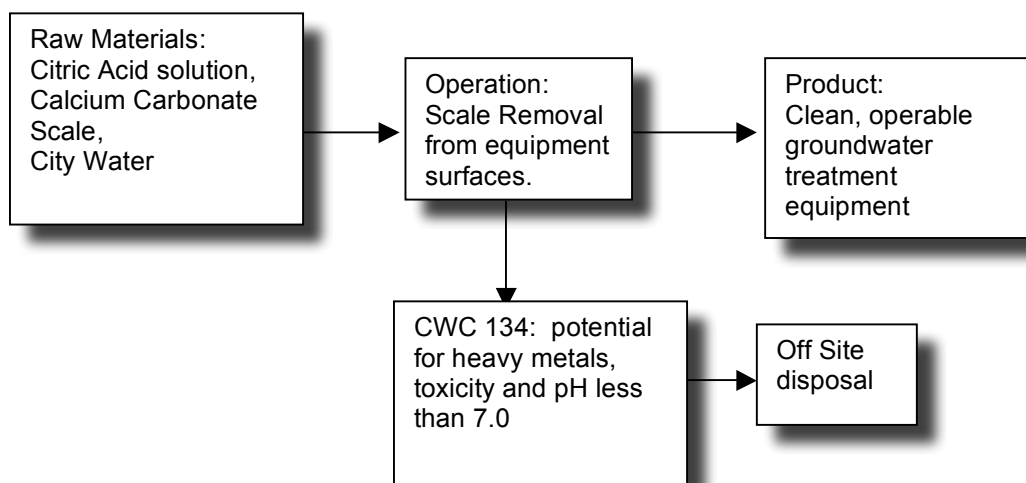 Raw Materials:
Citric Acid solution,
Calcium Carbonate
Scale,
City Water
Operation:
Scale Removal
from equipment
surfaces.
Product:
Clean, operable
groundwater
treatment
equipment
CWC 134:  potential
for heavy metals,
toxicity and pH less
than 7.0
Off Site
disposal